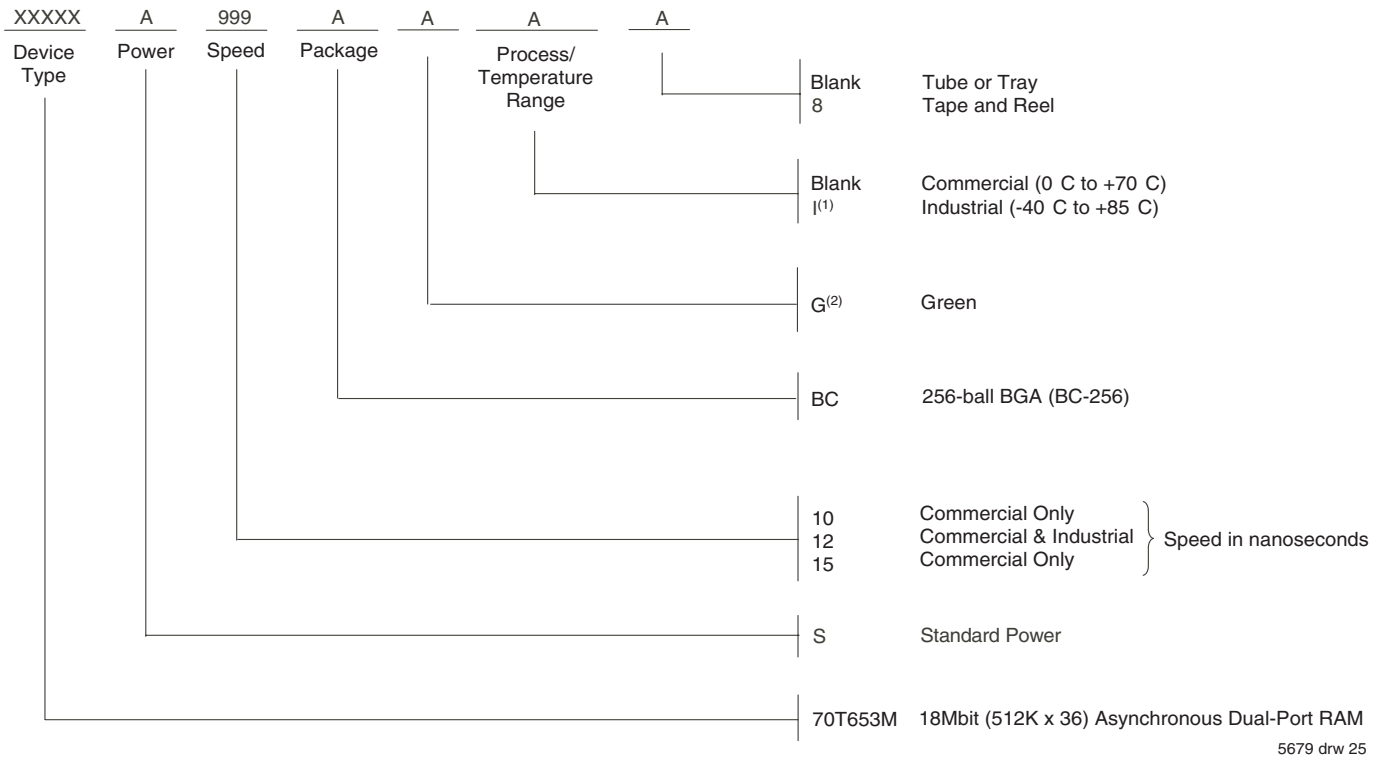 XXXXX A 999 A A A A
Device Type
Power
Speed
Package
Process/
Temperature
Range
Blank Tube or Tray
8 Tape and Reel
Blank Commercial (0 C to +70 C)
I(1) Industrial (-40 C to +85 C)
G(2) Green
BC 256-ball BGA (BC-256)
10 Commercial Only
12 Commercial & Industrial
15 Commercial Only
Speed in nanoseconds
S Standard Power
70T653M 18Mbit (512K x 36) Asynchronous Dual-Port RAM
5679 drw 25